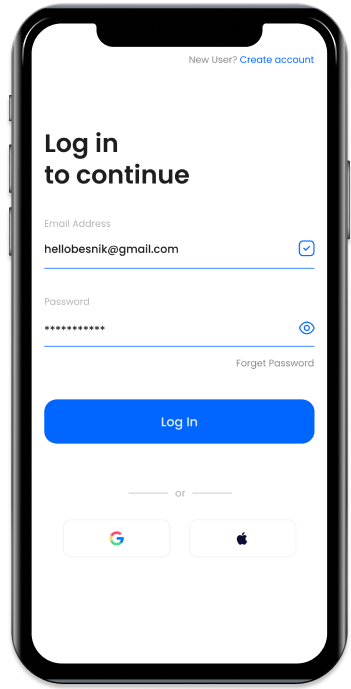 New User? Create account
Log in
to continue
Email Address
hellobesnik@gmail.com
Password
***********
Forget Password
Log In
or